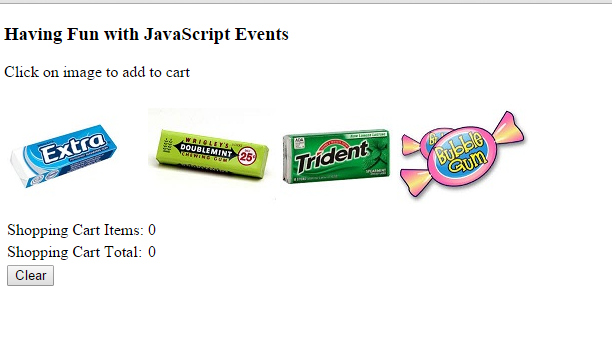 Having Fun with JavaScript Events
Click on image to add to cart
Extra
WRIGLEY'S
DOUBLEMINT
CHEWING GUM
25¢
Trident
SPEARMINT
Bubble
Gum
Shopping Cart Items: 0
Shopping Cart Total: 0
Clear